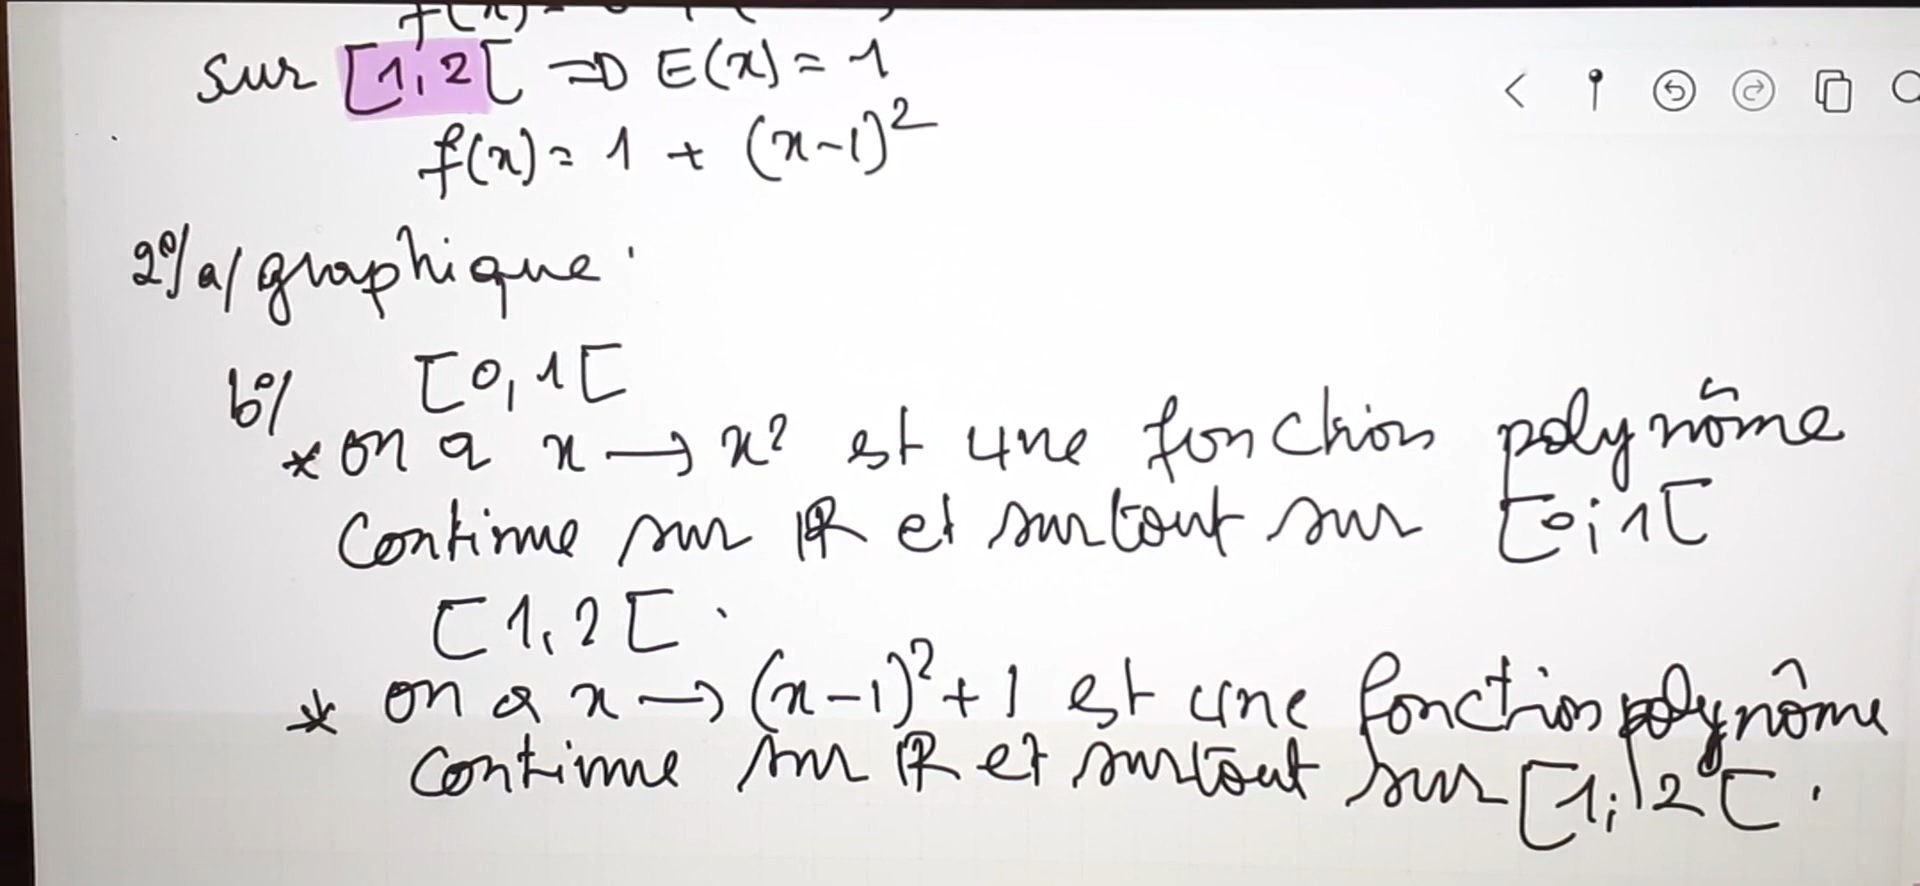 f(x)=
sur [1,2[ => E(x) = 1
f(x) = 1 + (x-1)²
2°/a/ graphique.
b°/ [0,1[
* on a x → x² est une fonction polynôme
continue sur ℝ et surtout sur [0;1[
[1,2[.
* on a x → (x-1)² + 1 est une fonction polynôme
continue sur ℝ et surtout sur [1;2[.